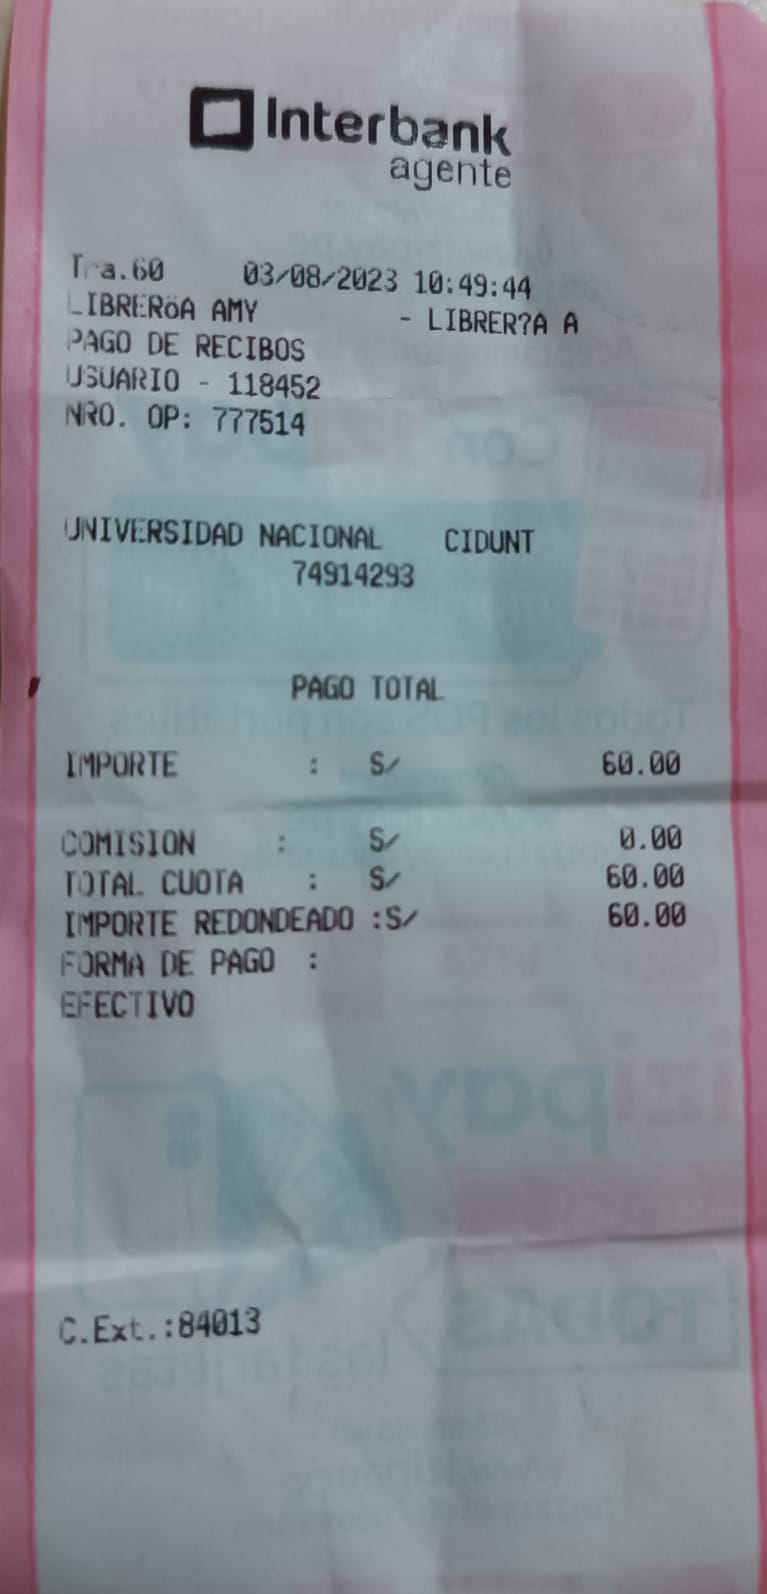 Interbank
agente
Tra.60 03/08/2023 10:49:44
LIBRERöA AMY - LIBRER?A A
PAGO DE RECIBOS
USUARIO - 118452
NRO. OP: 777514
UNIVERSIDAD NACIONAL CIDUNT
74914293
PAGO TOTAL
IMPORTE : S/ 60.00
COMISION : S/ 0.00
TOTAL CUOTA : S/ 60.00
IMPORTE REDONDEADO :S/ 60.00
FORMA DE PAGO :
EFECTIVO
C.Ext.:84013